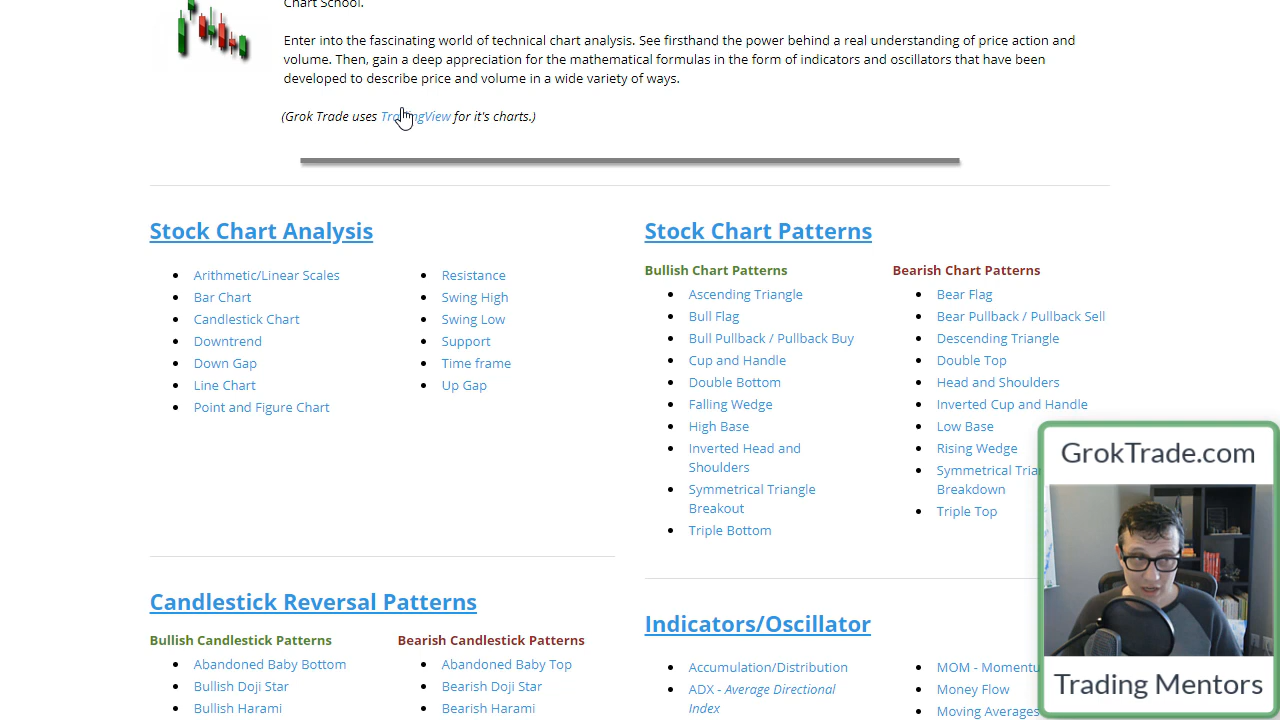 Chart School.
Enter into the fascinating world of technical chart analysis. See firsthand the power behind a real understanding of price action and
volume. Then, gain a deep appreciation for the mathematical formulas in the form of indicators and oscillators that have been
developed to describe price and volume in a wide variety of ways.
(Grok Trade uses TradingView for it's charts.)
Stock Chart Analysis
Arithmetic/Linear Scales
Bar Chart
Candlestick Chart
Downtrend
Down Gap
Line Chart
Point and Figure Chart
Resistance
Swing High
Swing Low
Support
Time frame
Up Gap
Stock Chart Patterns
Bullish Chart Patterns
Ascending Triangle
Bull Flag
Bull Pullback / Pullback Buy
Cup and Handle
Double Bottom
Falling Wedge
High Base
Inverted Head and
Shoulders
Symmetrical Triangle
Breakout
Triple Bottom
Bearish Chart Patterns
Bear Flag
Bear Pullback / Pullback Sell
Descending Triangle
Double Top
Head and Shoulders
Inverted Cup and Handle
Low Base
Rising Wedge
Symmetrical
Breakdown
Triple Top
Candlestick Reversal Patterns
Bullish Candlestick Patterns
Abandoned Baby Bottom
Bullish Doji Star
Bullish Harami
Bearish Candlestick Patterns
Abandoned Baby Top
Bearish Doji Star
Bearish Harami
Indicators/Oscillator
Accumulation/Distribution
ADX - Average Directional
Index
MOM -
Money Flow
Moving Averages
GrokTrade.com
Trading Mentors